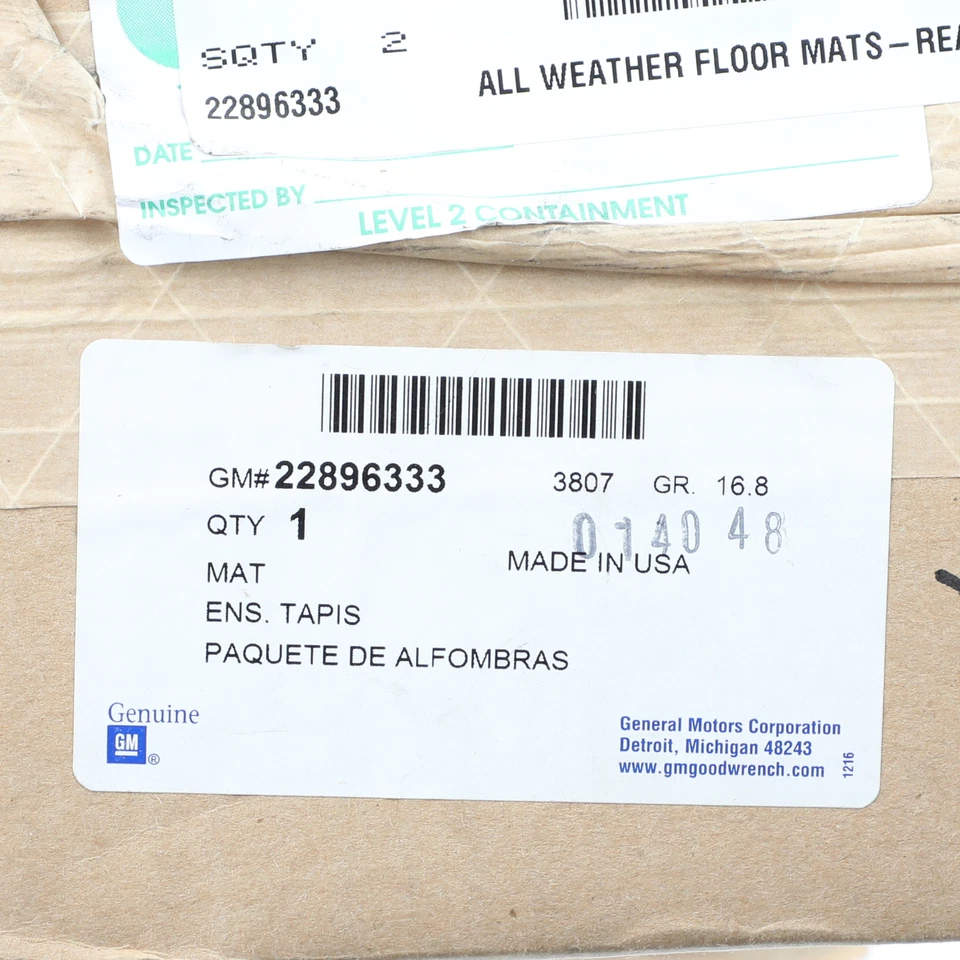 SQTY 2
22896333
ALL WEATHER FLOOR MATS–
DATE
INSPECTED BY
LEVEL 2 CONTAINMENT
GM#22896333 3807 GR. 16.8
QTY 1
014048
MAT MADE IN USA
ENS. TAPIS
PAQUETE DE ALFOMBRAS
Genuine
GM ®
General Motors Corporation
Detroit, Michigan 48243
www.gmgoodwrench.com
1216